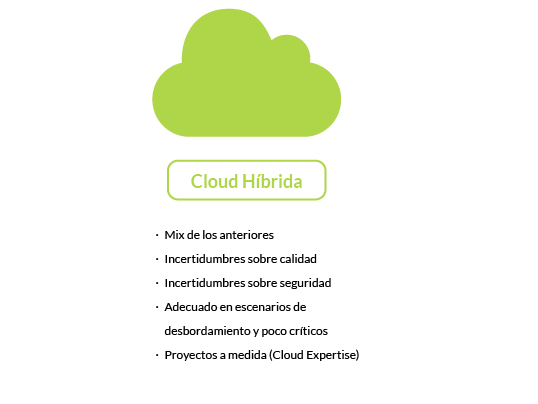 Cloud Híbrida
· Mix de los anteriores
· Incertidumbres sobre calidad
· Incertidumbres sobre seguridad
· Adecuado en escenarios de
desbordamiento y poco críticos
· Proyectos a medida (Cloud Expertise)